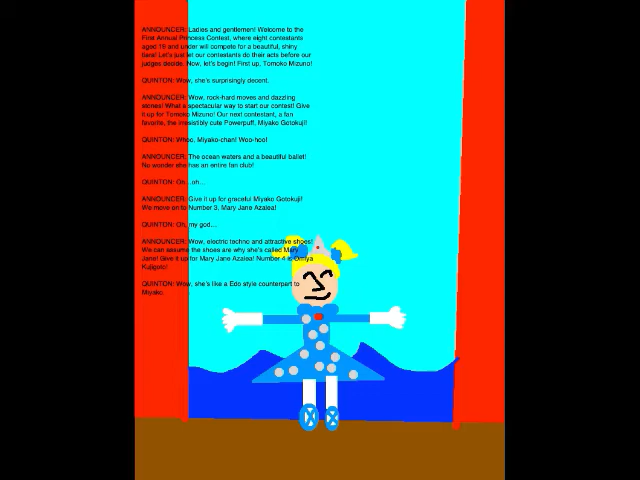 ANNOUNCER: Ladies and gentlemen! Welcome to the
First Annual Princess Contest, where eight contestants
aged 19 and under will compete for a beautiful, shiny
tiara! Let's just let our contestants do their acts before our
judges decide. Now, let's begin! First up, Tomoko Mizuno!
QUINTON: Wow, she's surprisingly decent.
ANNOUNCER: Wow, rock-hard moves and dazzling
stones! What a spectacular way to start our contest! Give
it up for Tomoko Mizuno! Our next contestant, a fan
favorite, the irresistibly cute Powerpuff, Miyako Gotokuji!
QUINTON: Whoo, Miyako-chan! Woo-hoo!
ANNOUNCER: The ocean waters and a beautiful ballet!
No wonder she has an entire fan club!
QUINTON: Oh...oh...
ANNOUNCER: Give it up for graceful Miyako Gotokuji!
We move on to Number 3, Mary Jane Azalea!
QUINTON: Oh, my god...
ANNOUNCER: Wow, electric techno and attractive shoes!
We can assume the shoes are why she's called Mary
Jane! Give it up for Mary Jane Azalea! Number 4 is Omiya
Kujigoto!
QUINTON: Wow, she's like a Edo style counterpart to
Miyako.